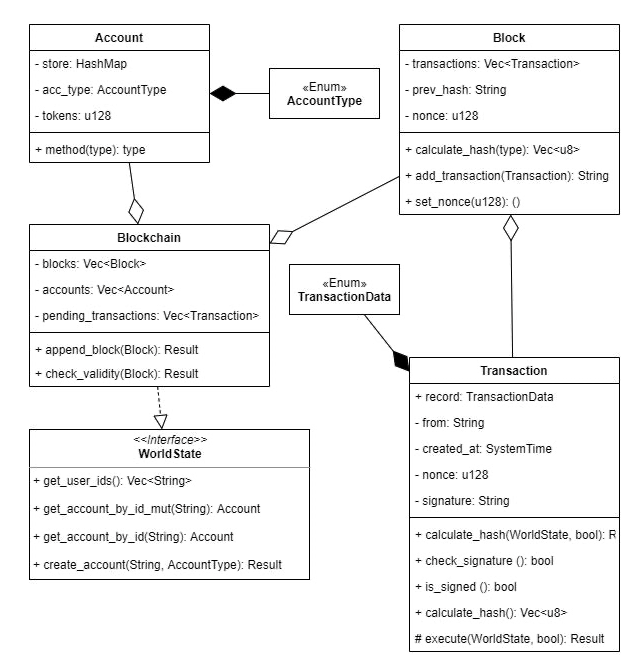 Account
- store: HashMap
- acc_type: AccountType
- tokens: u128
+ method(type): type
«Enum»
AccountType
Block
- transactions: Vec<Transaction>
- prev_hash: String
- nonce: u128
+ calculate_hash(type): Vec<u8>
+ add_transaction(Transaction): String
+ set_nonce(u128): ()
Blockchain
- blocks: Vec<Block>
- accounts: Vec<Account>
- pending_transactions: Vec<Transaction>
+ append_block(Block): Result
+ check_validity(Block): Result
«Enum»
TransactionData
<<Interface>>
WorldState
+ get_user_ids(): Vec<String>
+ get_account_by_id_mut(String): Account
+ get_account_by_id(String): Account
+ create_account(String, AccountType): Result
Transaction
+ record: TransactionData
- from: String
- created_at: SystemTime
- nonce: u128
- signature: String
+ calculate_hash(WorldState, bool): R
+ check_signature (): bool
+ is_signed (): bool
+ calculate_hash(): Vec<u8>
# execute(WorldState, bool): Result